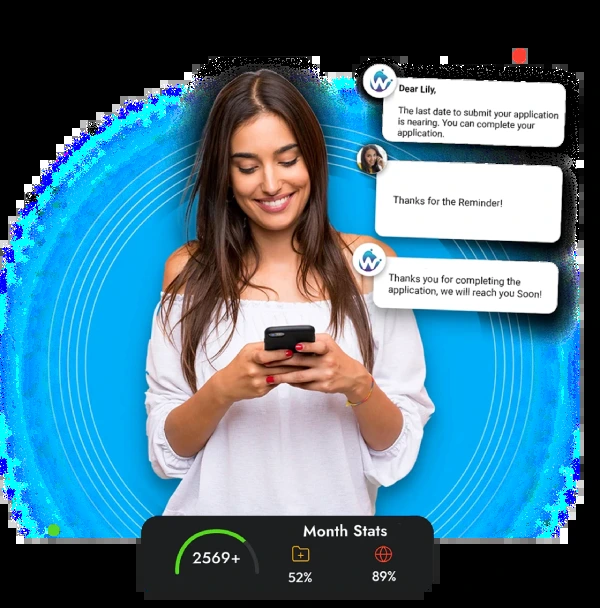 Dear Lily,
The last date to submit your application
is nearing. You can complete your
application.
Thanks for the Reminder!
Thanks you for completing the
application, we will reach you Soon!
Month Stats
2569+
52%
89%